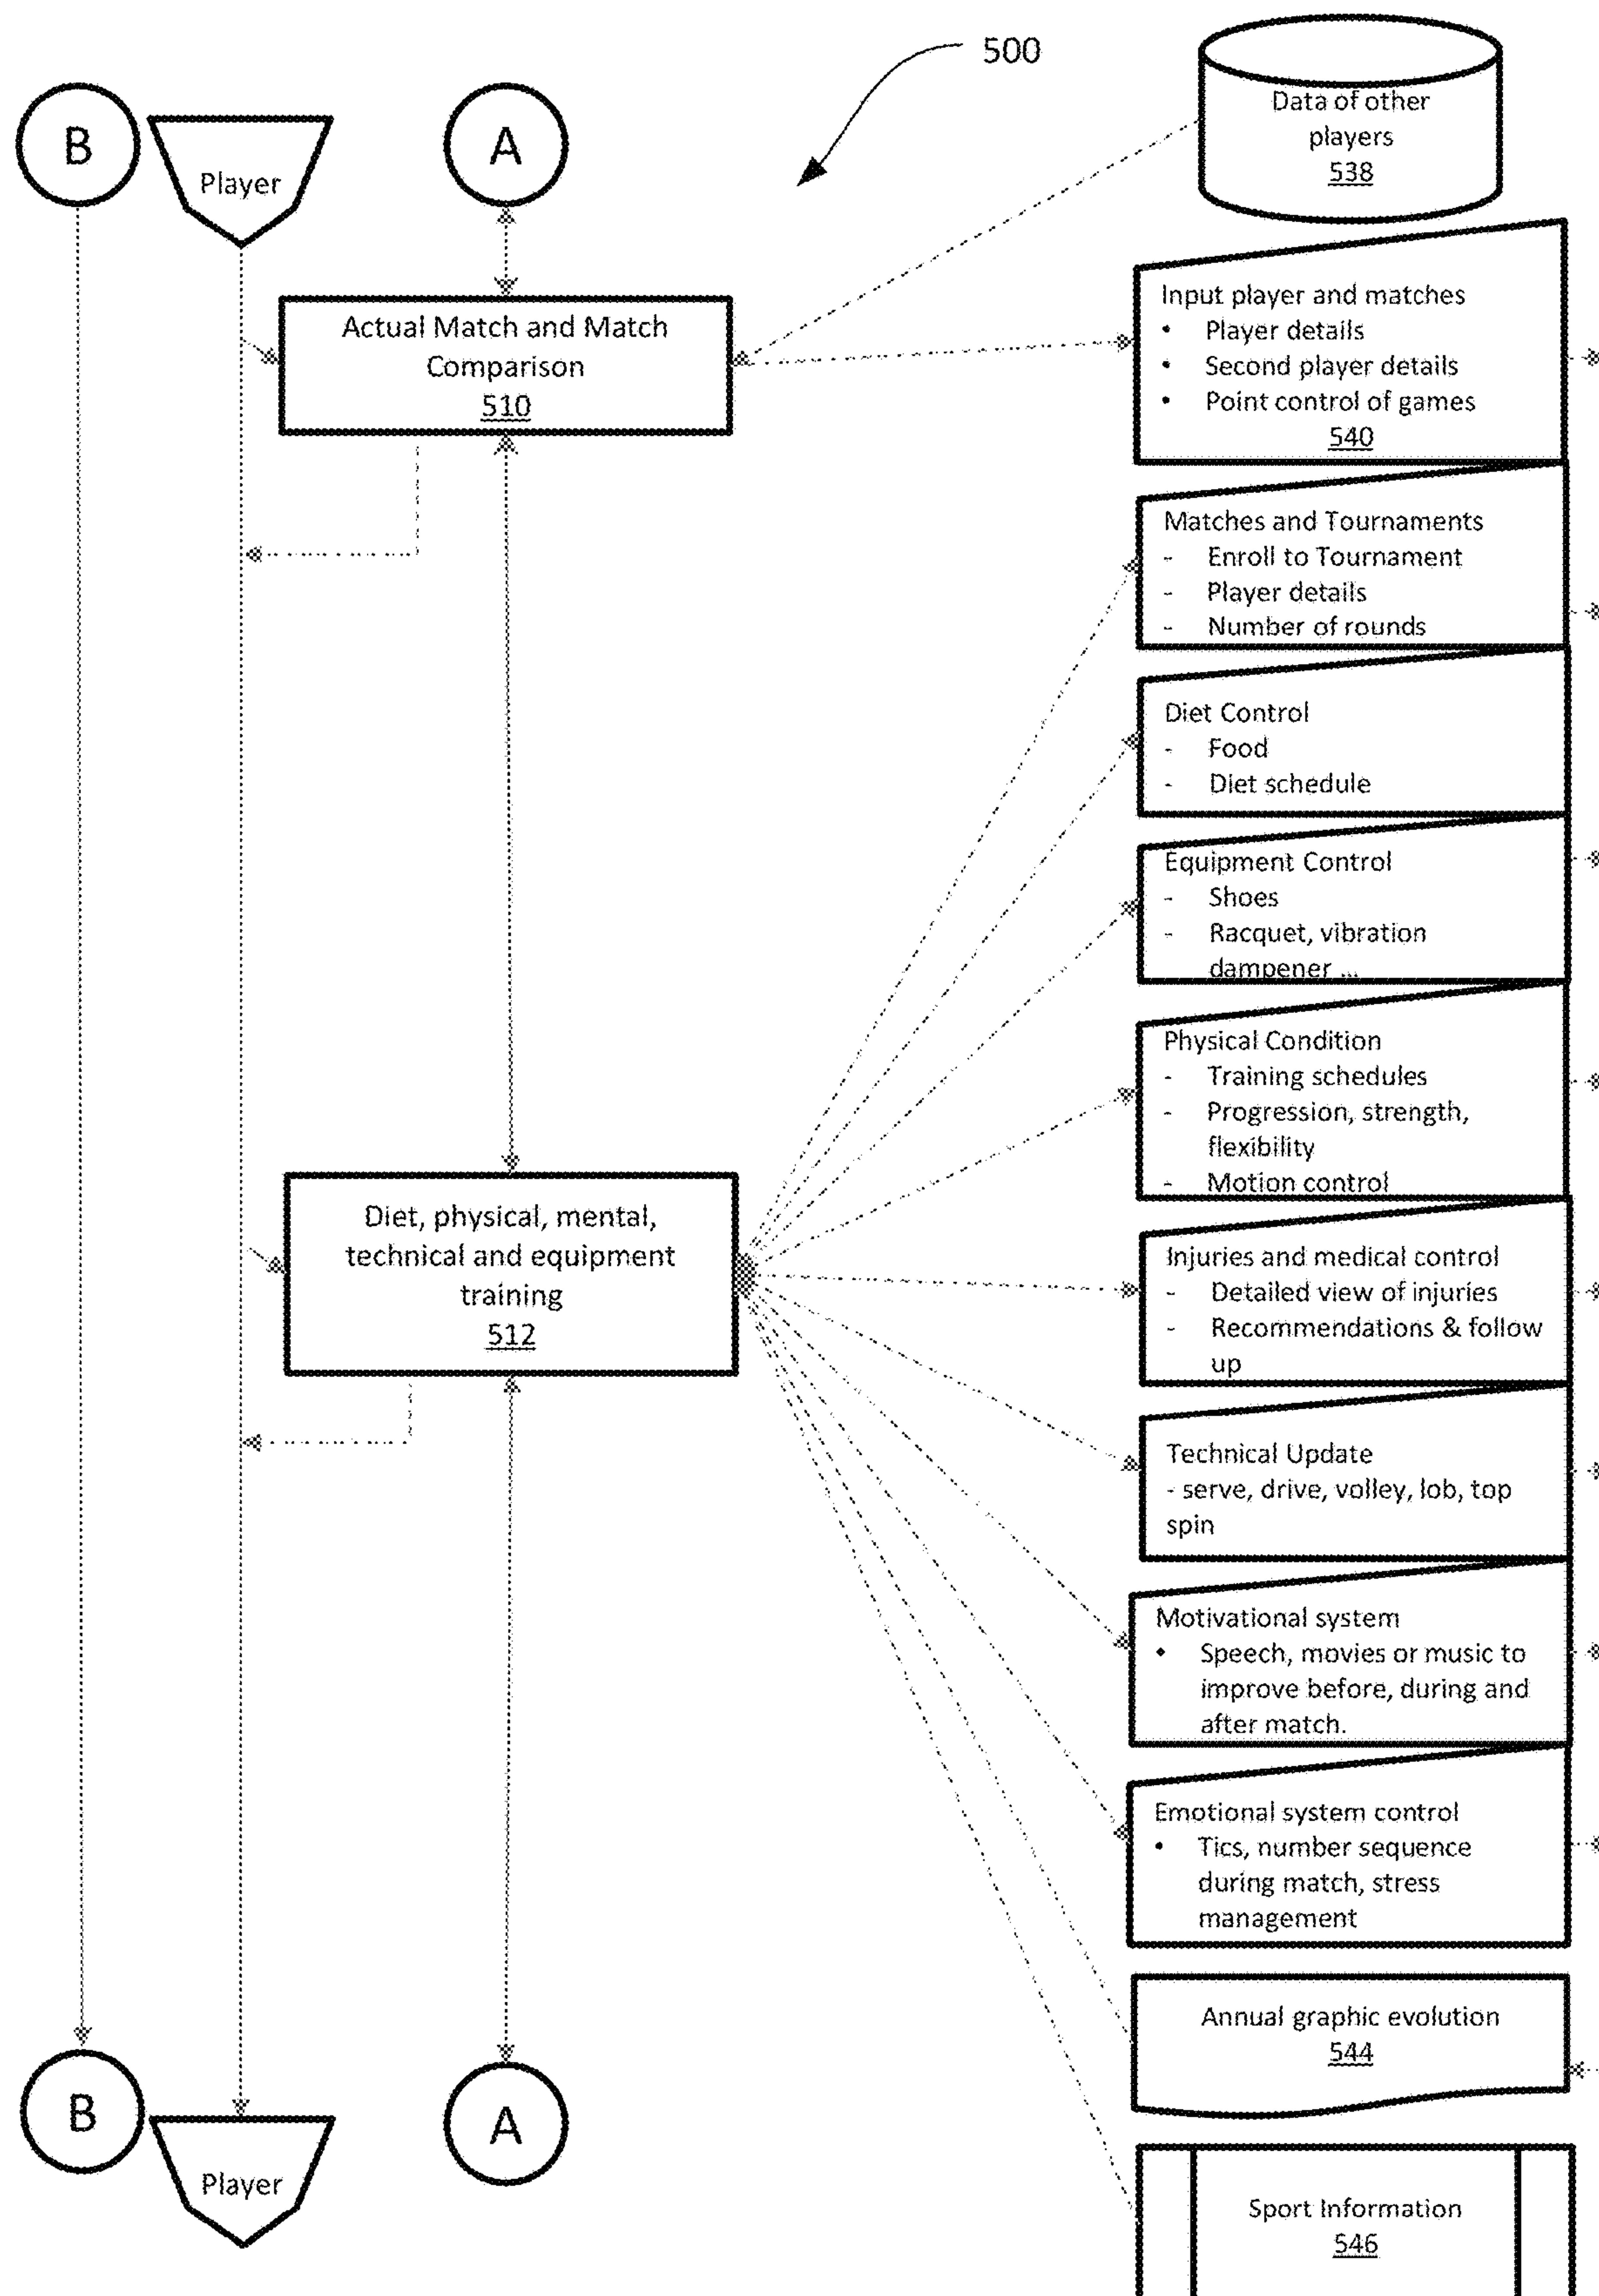 500
B
Player
A
Data of other
players
538
Actual Match and Match
Comparison
510
Input player and matches
• Player details
• Second player details
• Point control of games
540
Matches and Tournaments
- Enroll to Tournament
- Player details
- Number of rounds
Diet Control
- Food
- Diet schedule
Equipment Control
- Shoes
- Racquet, vibration
dampener ...
Physical Condition
- Training schedules
- Progression, strength,
flexibility
- Motion control
Diet, physical, mental,
technical and equipment
training
512
Injuries and medical control
- Detailed view of injuries
- Recommendations & follow
up
Technical Update
- serve, drive, volley, lob, top
spin
Motivational system
• Speech, movies or music to
improve before, during and
after match.
Emotional system control
• Tics, number sequence
during match, stress
management
Annual graphic evolution
544
B
Player
A
Sport Information
546